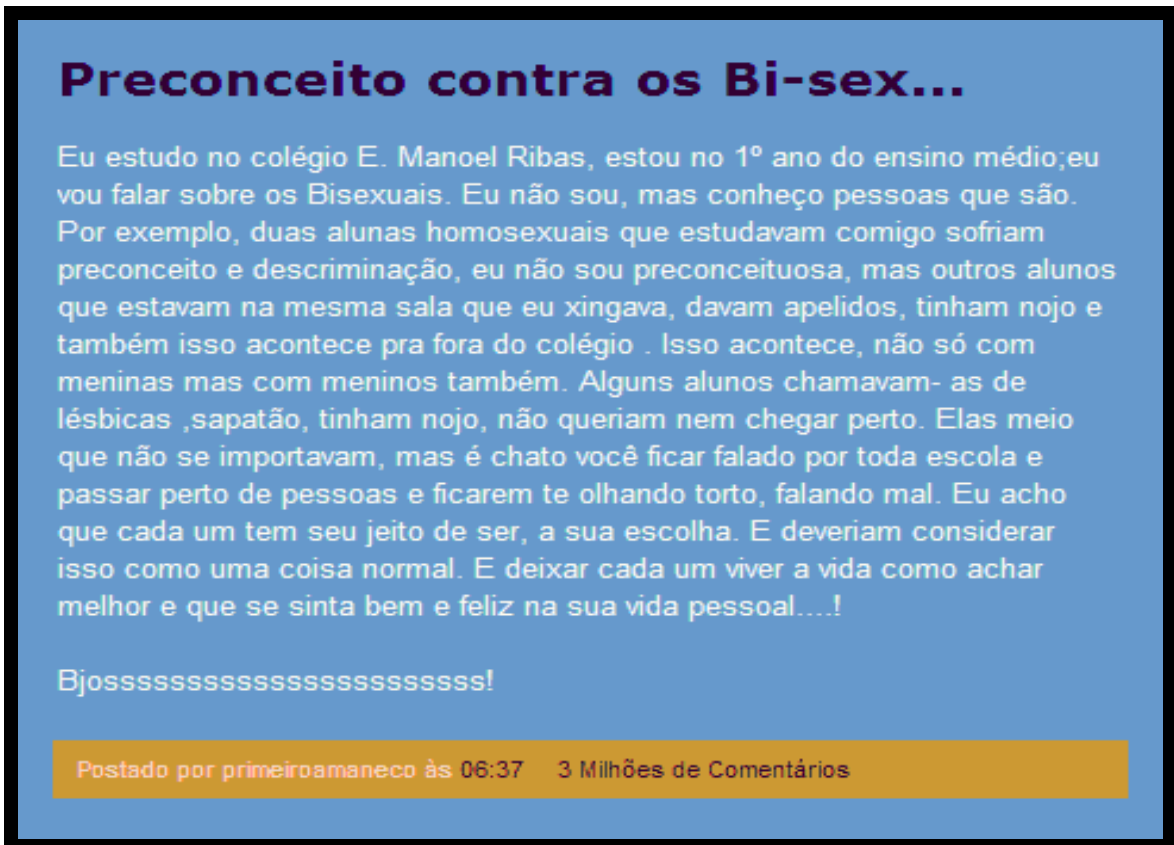 Preconceito contra os Bi-sex...
Eu estudo no colégio E. Manoel Ribas, estou no 1º ano do ensino médio;eu
vou falar sobre os Bisexuais. Eu não sou, mas conheço pessoas que são.
Por exemplo, duas alunas homosexuais que estudavam comigo sofriam
preconceito e descriminação, eu não sou preconceituosa, mas outros alunos
que estavam na mesma sala que eu xingava, davam apelidos, tinham nojo e
também isso acontece pra fora do colégio . Isso acontece, não só com
meninas mas com meninos também. Alguns alunos chamavam- as de
lésbicas ,sapatão, tinham nojo, não queriam nem chegar perto. Elas meio
que não se importavam, mas é chato você ficar falado por toda escola e
passar perto de pessoas e ficarem te olhando torto, falando mal. Eu acho
que cada um tem seu jeito de ser, a sua escolha. E deveriam considerar
isso como uma coisa normal. E deixar cada um viver a vida como achar
melhor e que se sinta bem e feliz na sua vida pessoal....!
Bjosssssssssssssssssssssss!
Postado por primeiroamaneco às 06:37 3 Milhões de Comentários